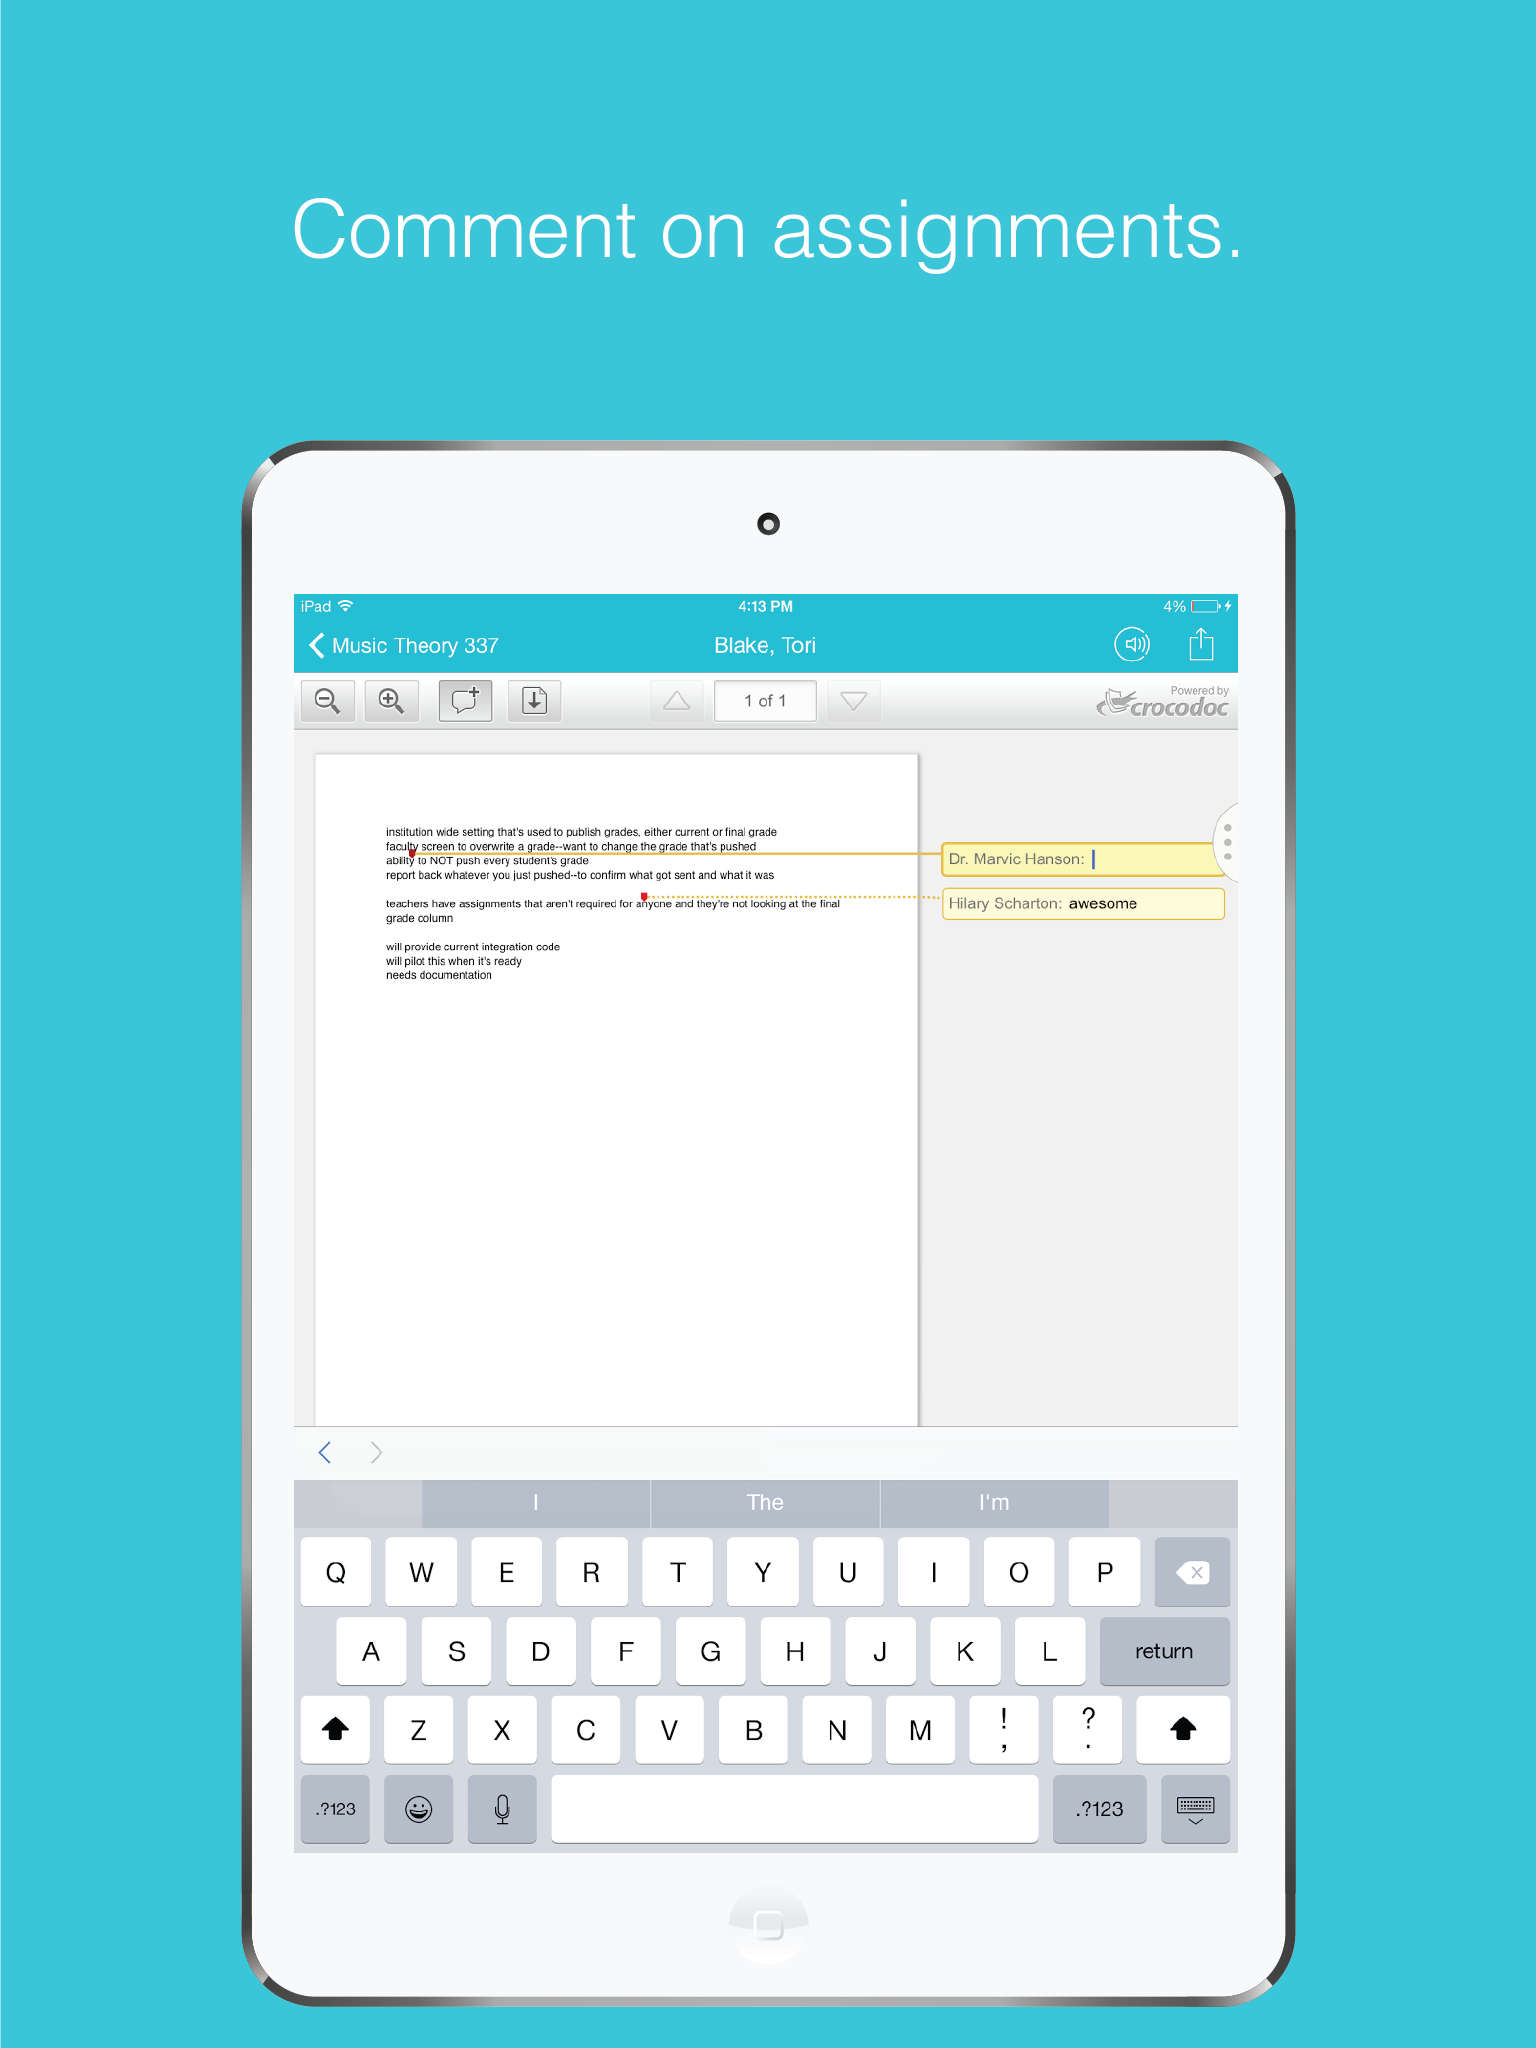 Comment on assignments.
iPad 4:13 PM 4%
Music Theory 337 Blake, Tori
1 of 1 Powered by
crocodoc
institution wide setting that's used to publish grades, either current or final grade
faculty screen to overwrite a grade--want to change the grade that's pushed
ability to NOT push every student's grade
report back whatever you just pushed--to confirm what got sent and what it was
teachers have assignments that aren't required for anyone and they're not looking at the final
grade column
will provide current integration code
will pilot this when it's ready
needs documentation
Dr. Marvic Hanson:
Hilary Scharton: awesome
I The I'm
Q W E R T Y U I O P
A S D F G H J K L return
Z X C V B N M ! , ? .
.?123 .?123